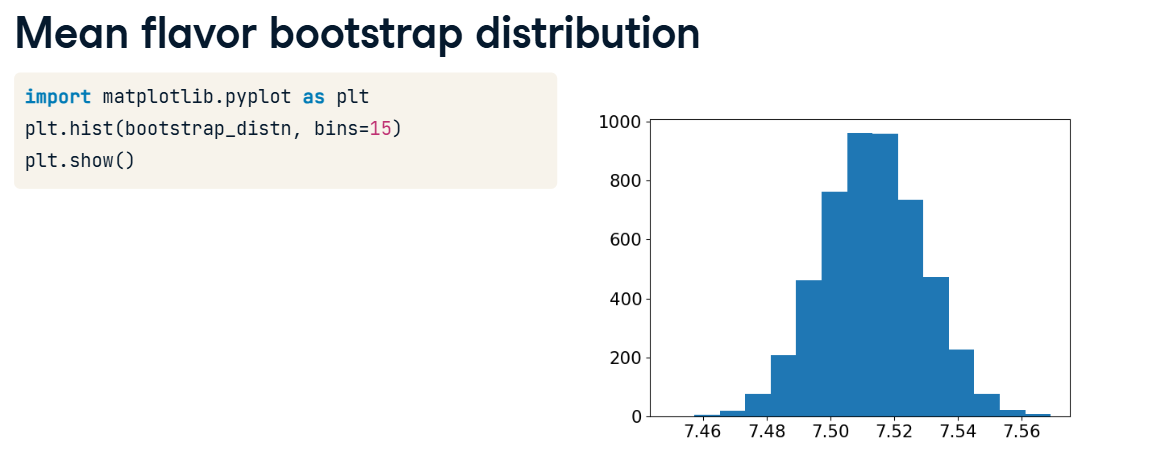 Mean flavor bootstrap distribution
import matplotlib.pyplot as plt
plt.hist(bootstrap_distn, bins=15)
plt.show()
1000
800
600
400
200
0
7.46 7.48 7.50 7.52 7.54 7.56